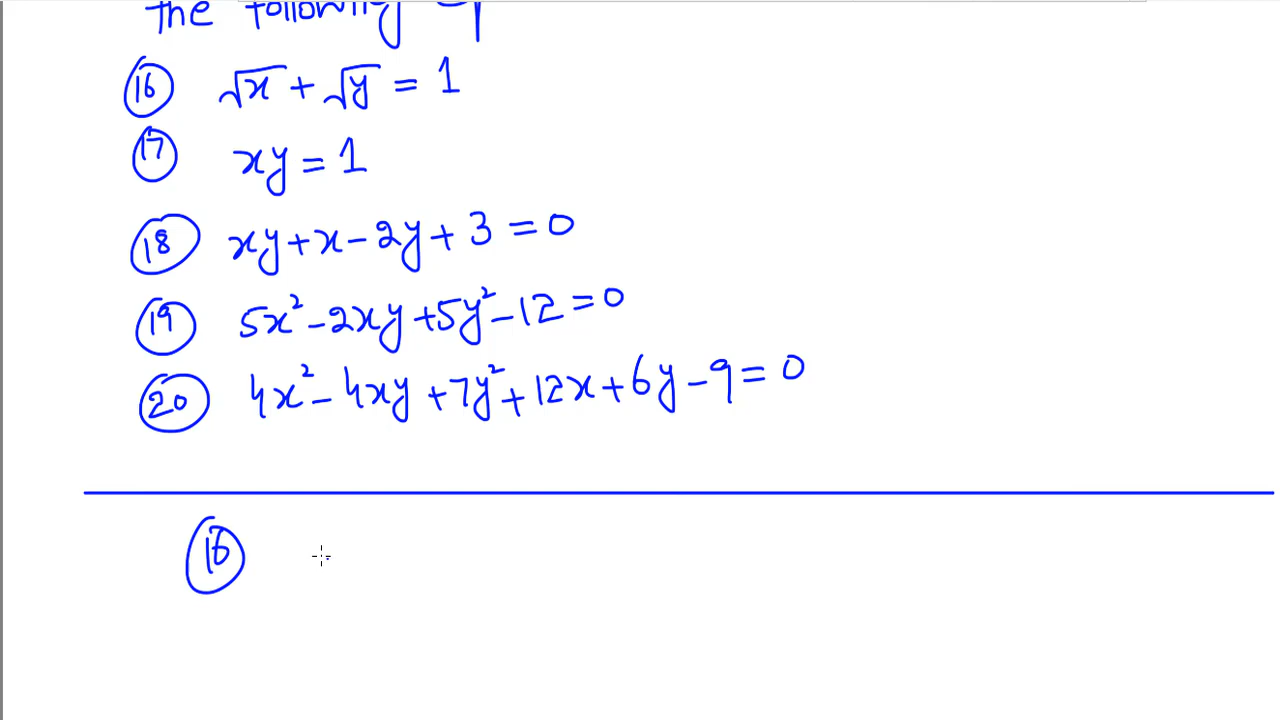 the following
16 √x + √y = 1
17 xy = 1
18 xy + x - 2y + 3 = 0
19 5x² - 2xy + 5y² - 12 = 0
20 4x² - 4xy + 7y² + 12x + 6y - 9 = 0
16